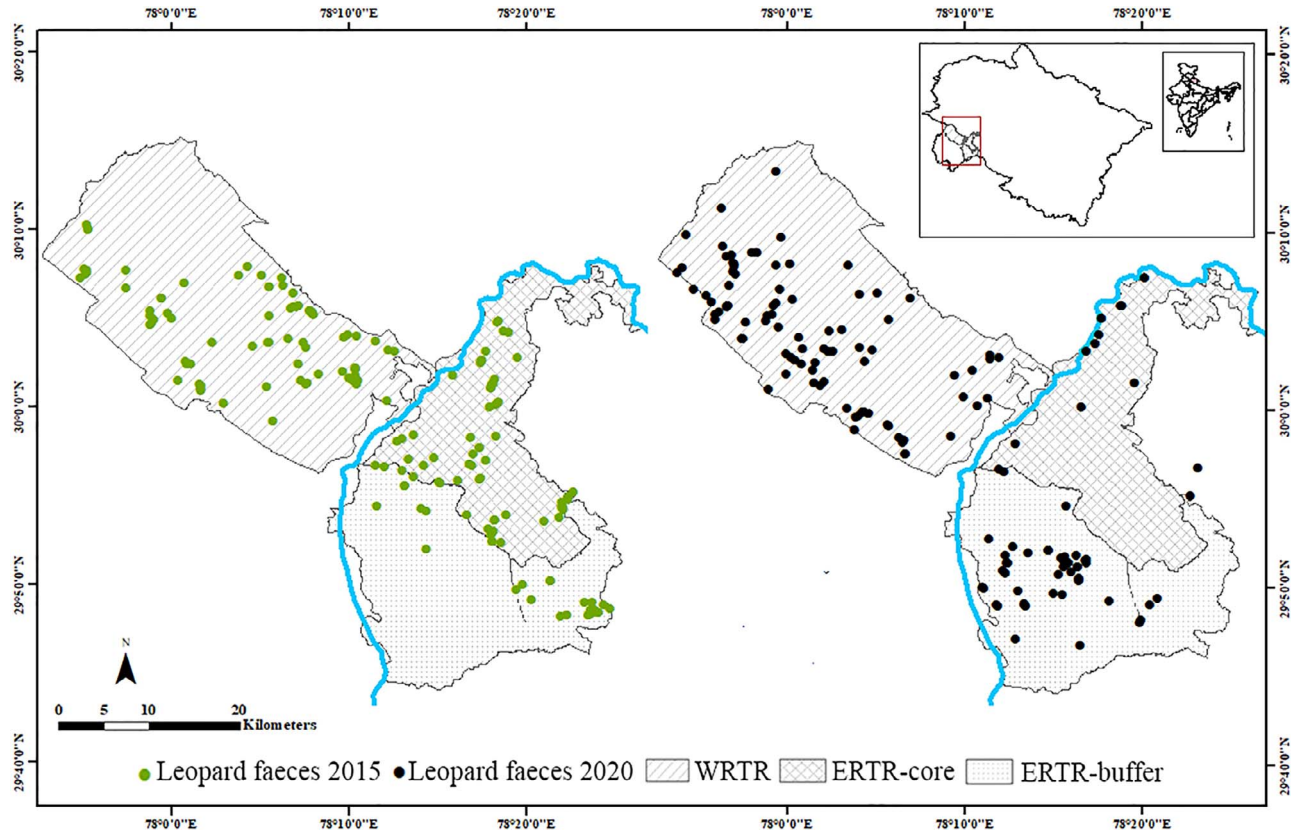 78°0'0"E 78°10'0"E 78°20'0"E 78°0'0"E 78°10'0"E 78°20'0"E
30°20'0"N 30°20'0"N
30°10'0"N 30°10'0"N
30°0'0"N 30°0'0"N
29°50'0"N 29°50'0"N
N
0 5 10 20
Kilometers
Leopard faeces 2015 Leopard faeces 2020 WRTR ERTR-core ERTR-buffer
29°40'0"N 29°40'0"N
78°0'0"E 78°10'0"E 78°20'0"E 78°0'0"E 78°10'0"E 78°20'0"E